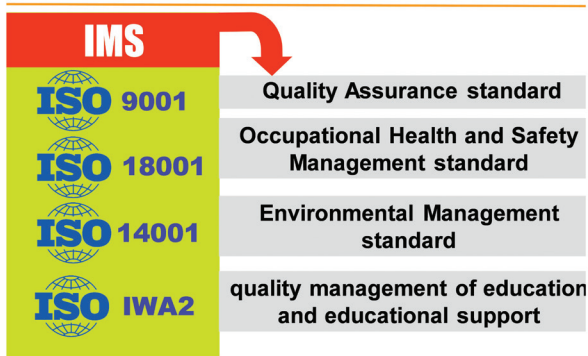 IMS
ISO 9001
Quality Assurance standard
ISO 18001
Occupational Health and Safety
Management standard
ISO 14001
Environmental Management
standard
ISO IWA2
quality management of education
and educational support